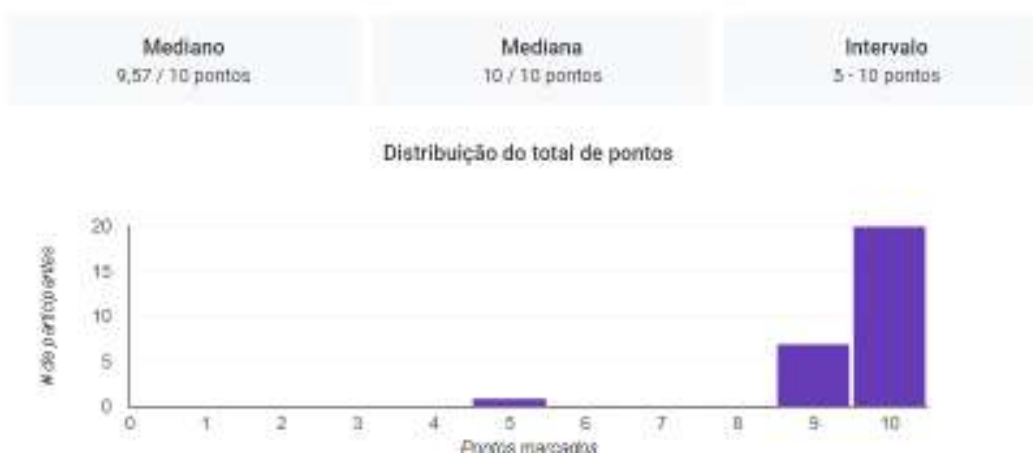 Mediano
9,57 / 10 pontos
Mediana
10 / 10 pontos
Intervalo
5 - 10 pontos
Distribuição do total de pontos
# de participantes
20
15
10
5
0
0 1 2 3 4 5 6 7 8 9 10
Pontos marcados